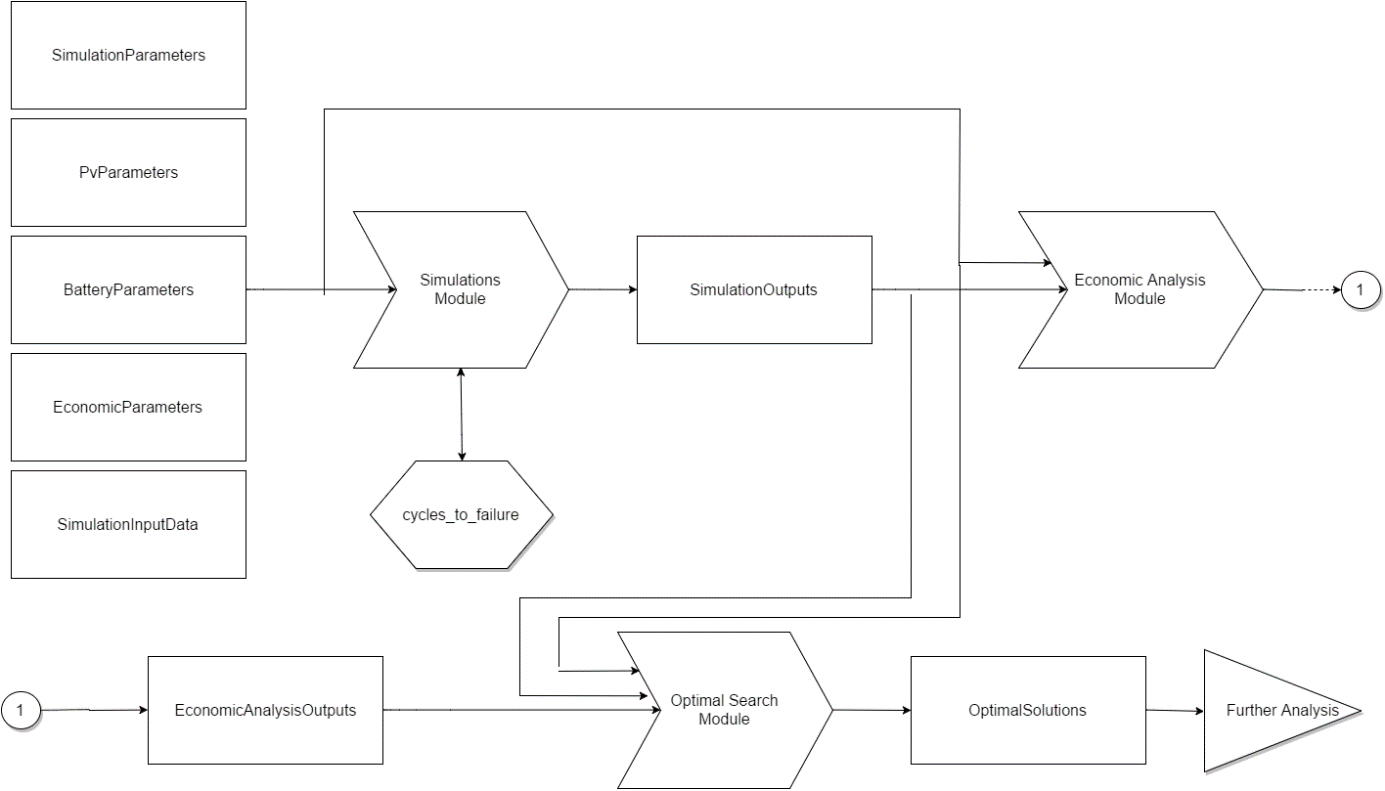 SimulationParameters
PvParameters
BatteryParameters
EconomicParameters
SimulationInputData
Simulations
Module
cycles_to_failure
SimulationOutputs
Economic Analysis
Module
1
1
EconomicAnalysisOutputs
Optimal Search
Module
OptimalSolutions
Further Analysis